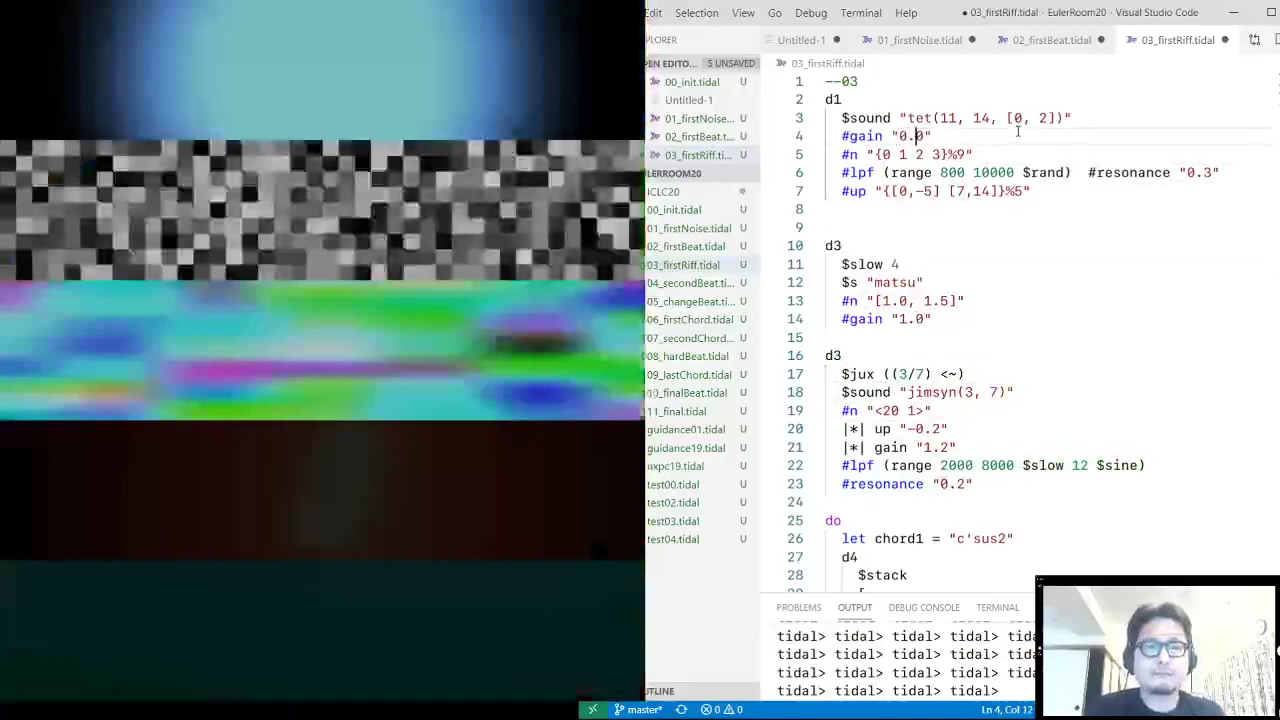 Edit Selection View Go Debug Terminal Help ● 03_firstRiff.tidal - EulerRoom20 - Visual Studio Code
PLORER
Untitled-1 ● 01_firstNoise.tidal ● 02_firstBeat.tidal ● 03_firstRiff.tidal ●
PEN EDITO... 5 UNSAVED
00_init.tidal U
Untitled-1
01_firstNoise... U
02_firstBeat.t... U
03_firstRiff.ti... U
EULERROOM20
ICLC20
00_init.tidal U
01_firstNoise.tidal U
02_firstBeat.tidal U
03_firstRiff.tidal U
04_secondBeat.ti... U
05_changeBeat.ti... U
06_firstChord.tidal U
07_secondChord... U
08_hardBeat.tidal U
09_lastChord.tidal U
10_finalBeat.tidal U
11_final.tidal U
guidance01.tidal U
guidance19.tidal U
nxpc19.tidal U
test00.tidal U
test02.tidal U
test03.tidal U
test04.tidal U
UTLINE
03_firstRiff.tidal
1 --03
2 d1
3 $sound "tet(11, 14, [0, 2])"
4 #gain "0.0"
5 #n "{0 1 2 3}%9"
6 #lpf (range 800 10000 $rand) #resonance "0.3"
7 #up "{[0,-5] [7,14]}%5"
8
9
10 d3
11 $slow 4
12 $s "matsu"
13 #n "[1.0, 1.5]"
14 #gain "1.0"
15
16 d3
17 $jux ((3/7) <~)
18 $sound "jimsyn(3, 7)"
19 #n "<20 1>"
20 |*| up "-0.2"
21 |*| gain "1.2"
22 #lpf (range 2000 8000 $slow 12 $sine)
23 #resonance "0.2"
24
25 do
26 let chord1 = "c'sus2"
27 d4
28 $stack
[
PROBLEMS OUTPUT DEBUG CONSOLE TERMINAL
tidal> tidal> tidal> tidal> tida
tidal> tidal> tidal> tidal> tida
tidal> tidal> tidal> tidal> tida
tidal> tidal> tidal> tidal>
master* 0 0 Ln 4, Col 12